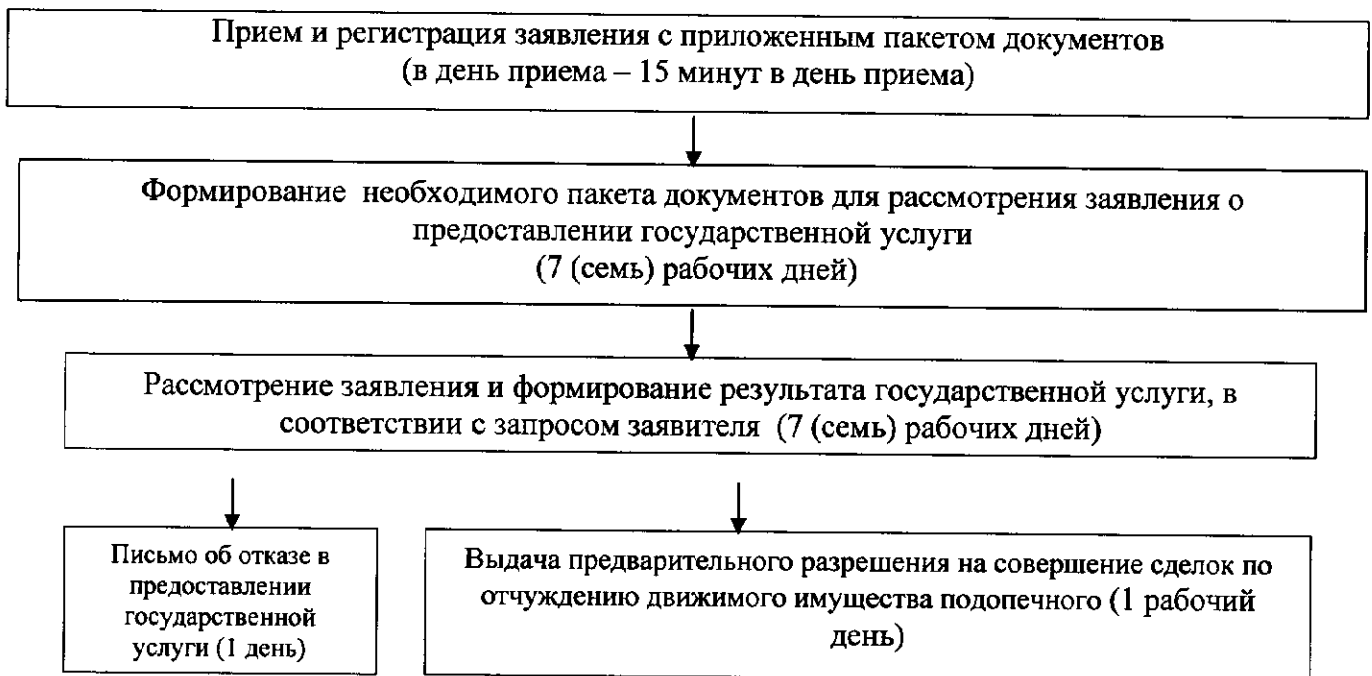 Прием и регистрация заявления с приложенным пакетом документов
(в день приема – 15 минут в день приема)
Формирование необходимого пакета документов для рассмотрения заявления о
предоставлении государственной услуги
(7 (семь) рабочих дней)
Рассмотрение заявления и формирование результата государственной услуги, в
соответствии с запросом заявителя (7 (семь) рабочих дней)
Письмо об отказе в
предоставлении
государственной
услуги (1 день)
Выдача предварительного разрешения на совершение сделок по
отчуждению движимого имущества подопечного (1 рабочий
день)